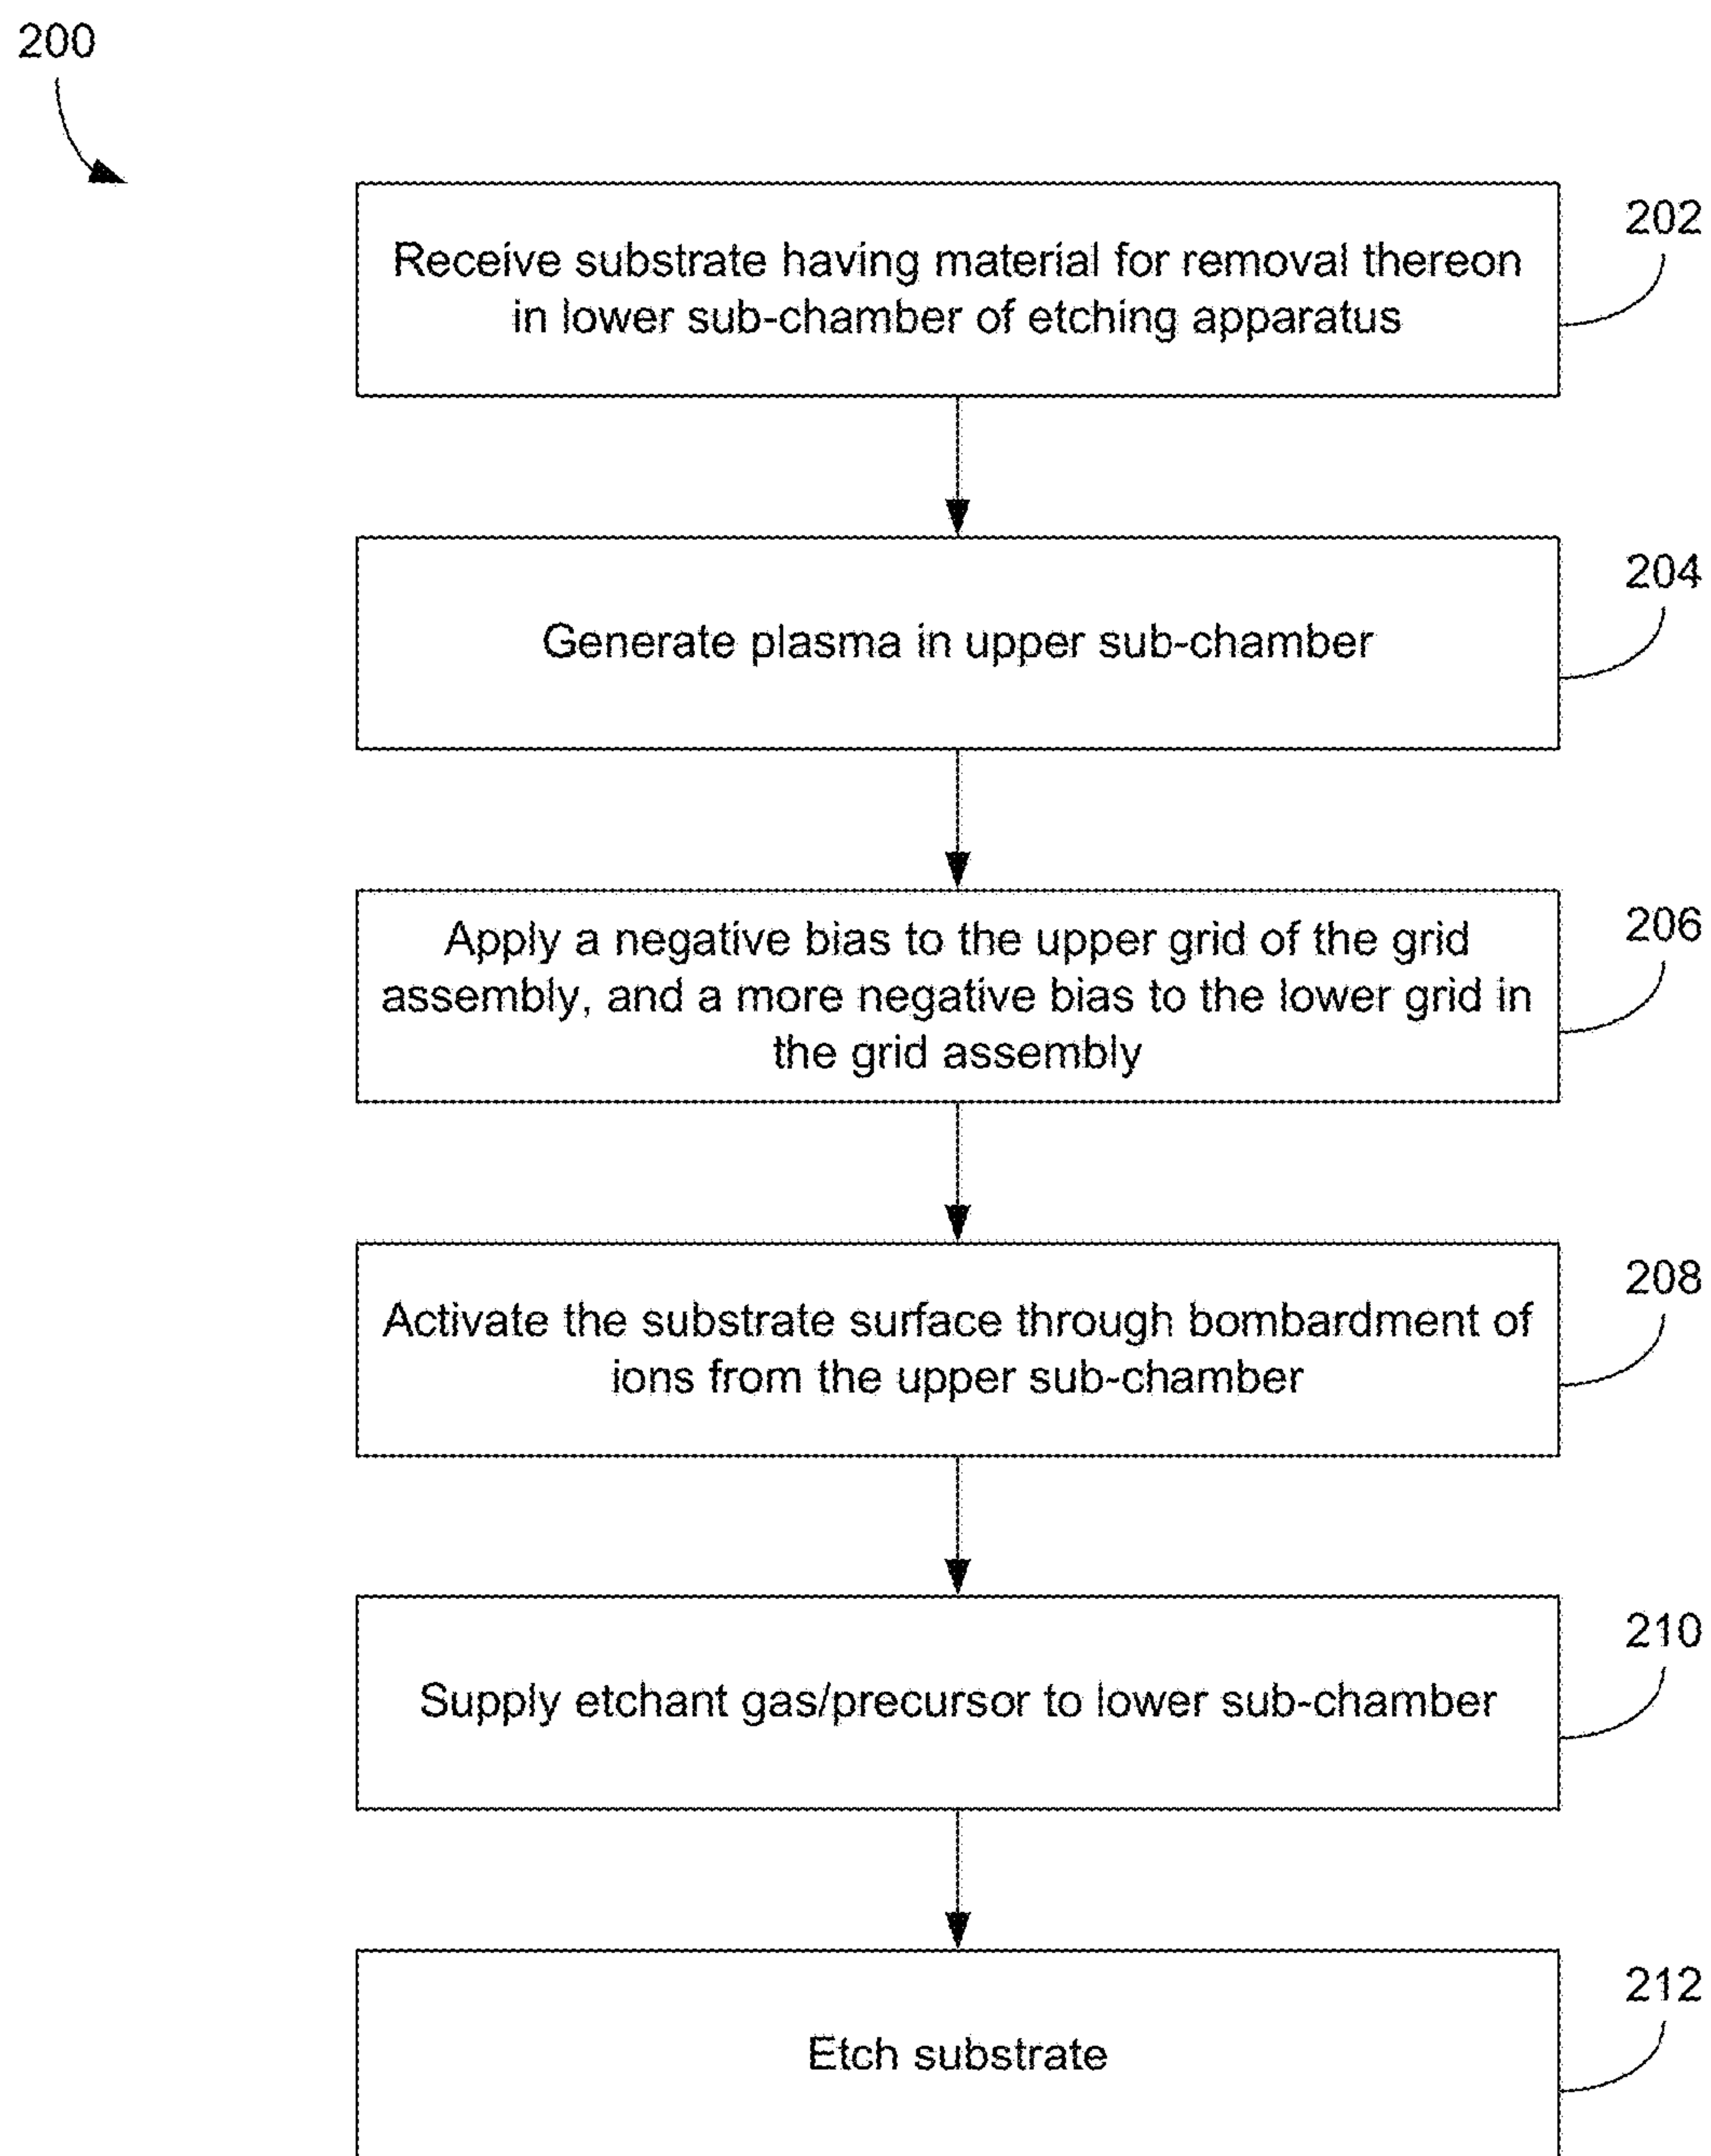 200
202
Receive substrate having material for removal thereon
in lower sub-chamber of etching apparatus
204
Generate plasma in upper sub-chamber
206
Apply a negative bias to the upper grid of the grid
assembly, and a more negative bias to the lower grid in
the grid assembly
208
Activate the substrate surface through bombardment of
ions from the upper sub-chamber
210
Supply etchant gas/precursor to lower sub-chamber
212
Etch substrate